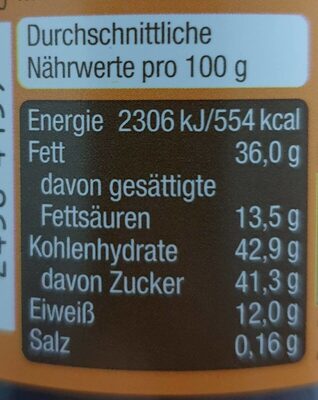 Durchschnittliche
Nährwerte pro 100 g
Energie 2306 kJ/554 kcal
Fett 36,0 g
davon gesättigte
Fettsäuren 13,5 g
Kohlenhydrate 42,9 g
davon Zucker 41,3 g
Eiweiß 12,0 g
Salz 0,16 g